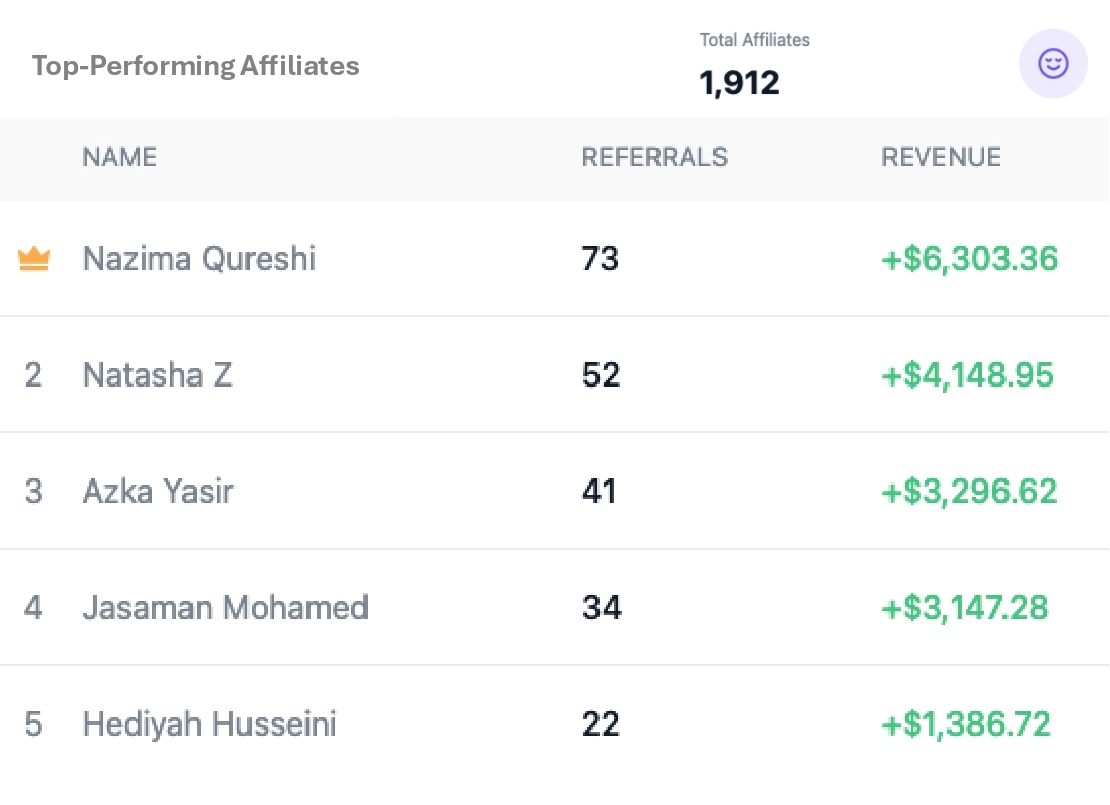 Top-Performing Affiliates
Total Affiliates
1,912
NAME REFERRALS REVENUE
Nazima Qureshi 73 +$6,303.36
2 Natasha Z 52 +$4,148.95
3 Azka Yasir 41 +$3,296.62
4 Jasaman Mohamed 34 +$3,147.28
5 Hediyah Husseini 22 +$1,386.72